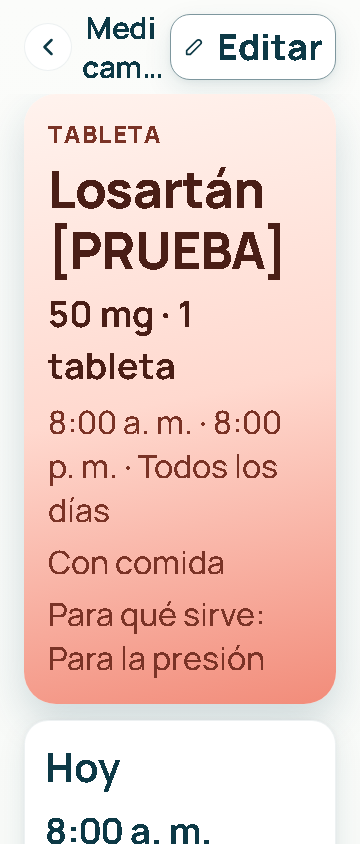 Medi
cam...
Editar
TABLETA
Losartán
[PRUEBA]
50 mg · 1
tableta
8:00 a. m. · 8:00
p. m. · Todos los
días
Con comida
Para qué sirve:
Para la presión
Hoy
8:00 a. m.